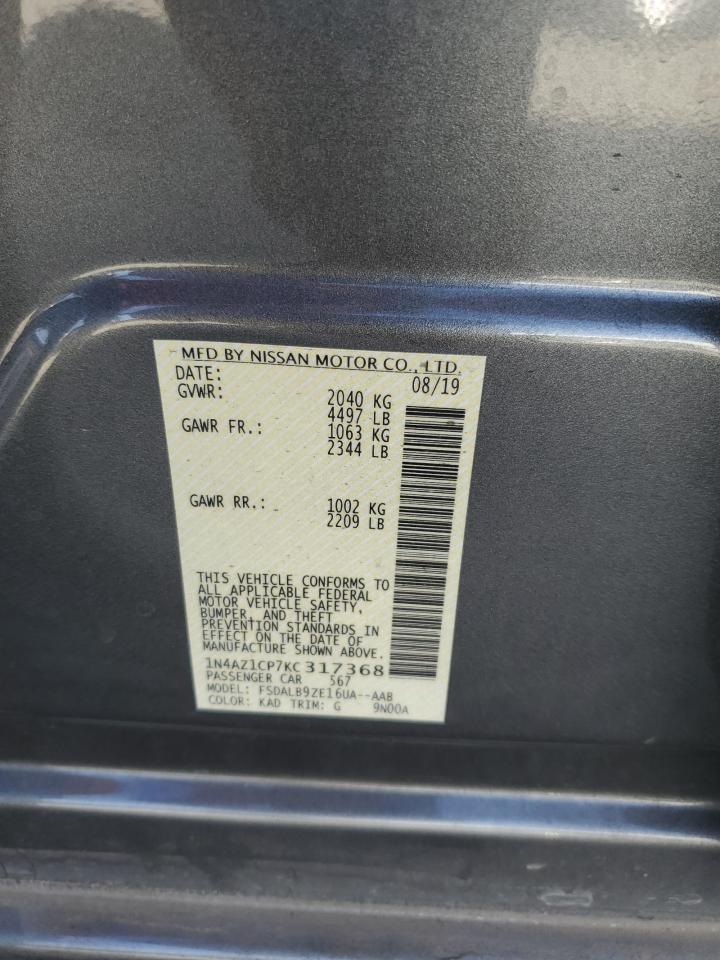 MFD BY NISSAN MOTOR CO., LTD.
DATE: 08/19
GVWR: 2040 KG
4497 LB
GAWR FR.: 1063 KG
2344 LB
GAWR RR.: 1002 KG
2209 LB
THIS VEHICLE CONFORMS TO
ALL APPLICABLE FEDERAL
MOTOR VEHICLE SAFETY,
BUMPER, AND THEFT
PREVENTION STANDARDS IN
EFFECT ON THE DATE OF
MANUFACTURE SHOWN ABOVE.
1N4AZ1CP7KC317368
PASSENGER CAR 567
MODEL: FSDALB9ZE16UA--AAB
COLOR: KAD TRIM: G 9N00A